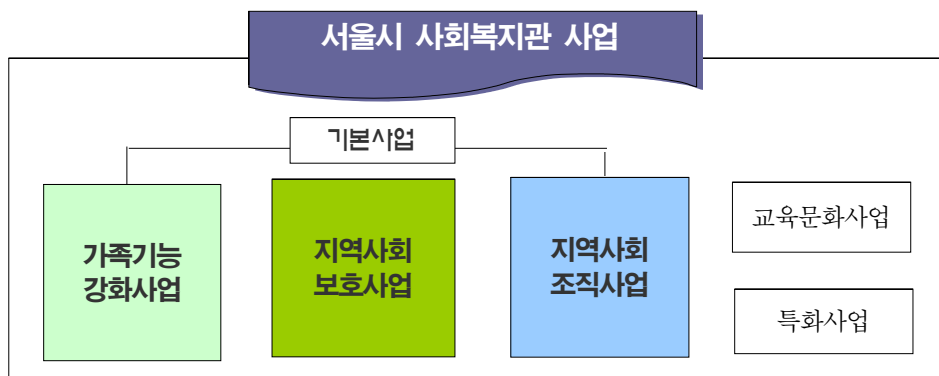 서울시 사회복지관 사업
기본사업
가족기능
강화사업
지역사회
보호사업
지역사회
조직사업
교육문화사업
특화사업